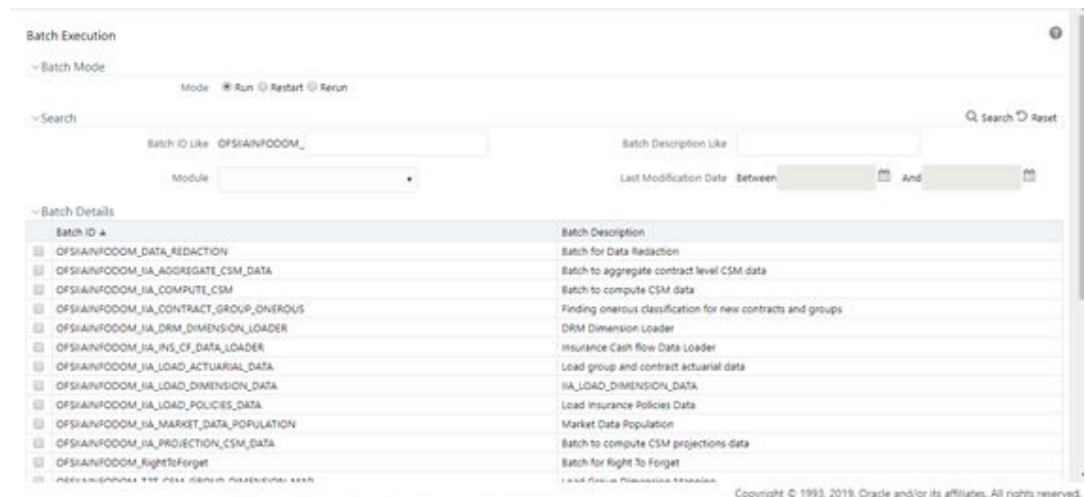 Batch Execution
Batch Mode
Mode Run Restart Rerun
Search Search Reset
Batch ID Like OFSIIAINFODOM_ Batch Description Like
Module Last Modification Date Between And
Batch Details
Batch ID Batch Description
OFSIIAINFODOM_DATA_REDACTION Batch for Data Redaction
OFSIIAINFODOM_IIA_AGGREGATE_CSM_DATA Batch to aggregate contract level CSM data
OFSIIAINFODOM_IIA_COMPUTE_CSM Batch to compute CSM data
OFSIIAINFODOM_IIA_CONTRACT_GROUP_ONEROUS Finding onerous classification for new contracts and groups
OFSIIAINFODOM_IIA_DRM_DIMENSION_LOADER DRM Dimension Loader
OFSIIAINFODOM_IIA_INS_CF_DATA_LOADER Insurance Cash flow Data Loader
OFSIIAINFODOM_IIA_LOAD_ACTUARIAL_DATA Load group and contract actuarial data
OFSIIAINFODOM_IIA_LOAD_DIMENSION_DATA IIA_LOAD_DIMENSION_DATA
OFSIIAINFODOM_IIA_LOAD_POLICIES_DATA Load Insurance Policies Data
OFSIIAINFODOM_IIA_MARKET_DATA_POPULATION Market Data Population
OFSIIAINFODOM_IIA_PROJECTION_CSM_DATA Batch to compute CSM projections data
OFSIIAINFODOM_RightToForget Batch for Right To Forget
OFSIIAINFODOM_T2T_CSM_GROUP_DIMENSION_MAP Load Group Dimension Mapping
Copyright © 1993, 2019, Oracle and/or its affiliates. All rights reserved.